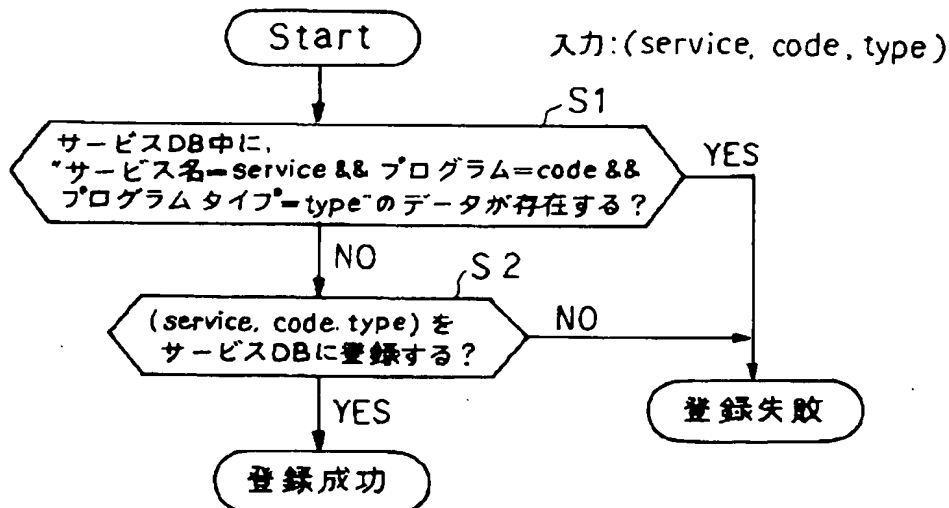 Start
入力:(service, code, type)
S1
サービスDB中に,
"サービス名=service && プログラム=code &&
プログラム タイプ=type"のデータが存在する?
YES
NO
S2
(service, code. type)を
サービスDBに登録する?
NO
YES
登録失敗
登録成功